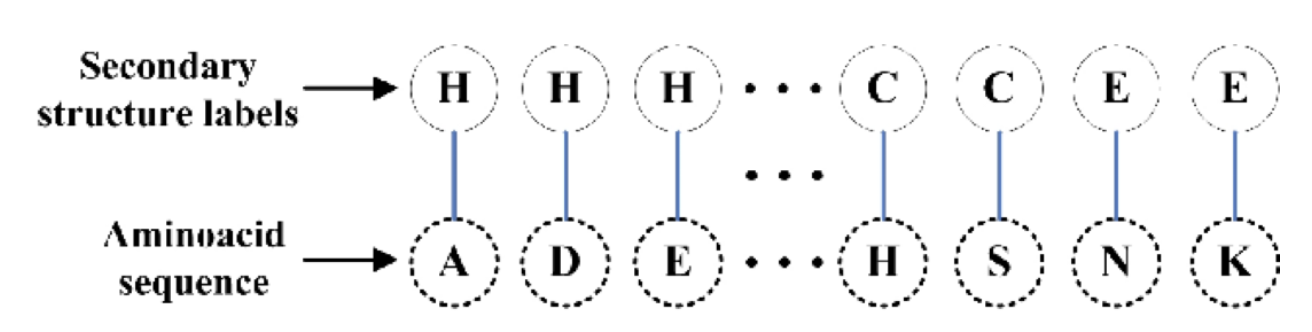 Secondary
structure labels
H H H ... C C E E
...
Aminoacid
sequence
A D E ... H S N K